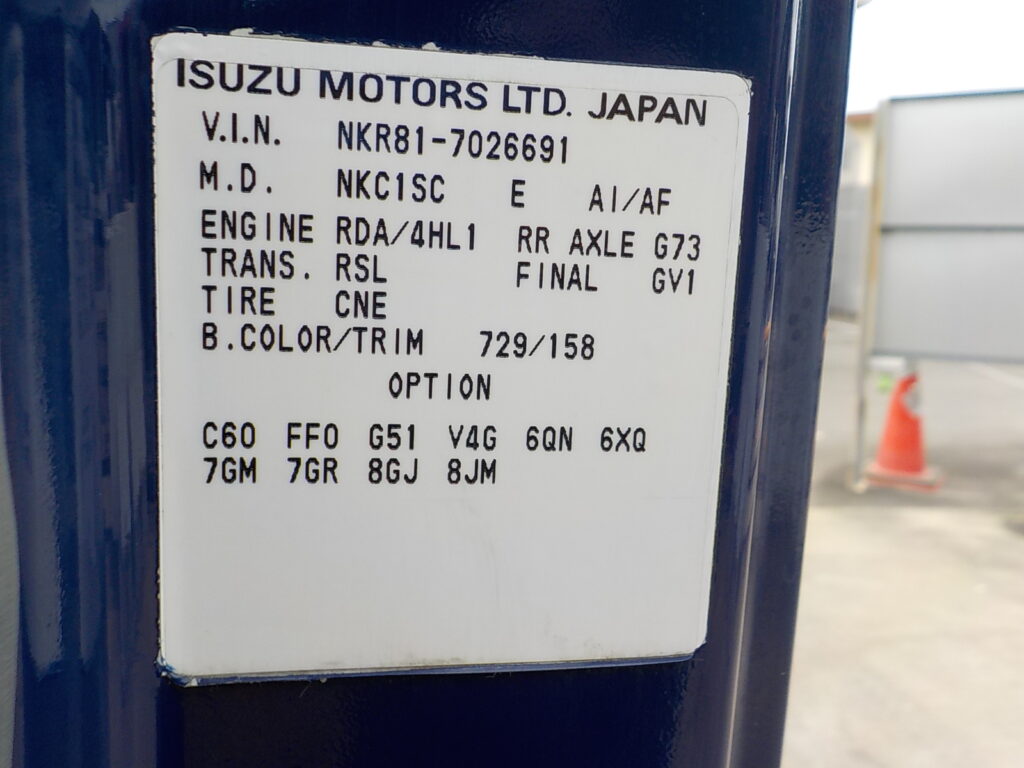 ISUZU MOTORS LTD. JAPAN
V.I.N. NKR81-7026691
M.D. NKC1SC E AI/AF
ENGINE RDA/4HL1 RR AXLE G73
TRANS. RSL FINAL GV1
TIRE CNE
B.COLOR/TRIM 729/158
OPTION
C60 FF0 G51 V4G 6QN 6XQ
7GM 7GR 8GJ 8JM